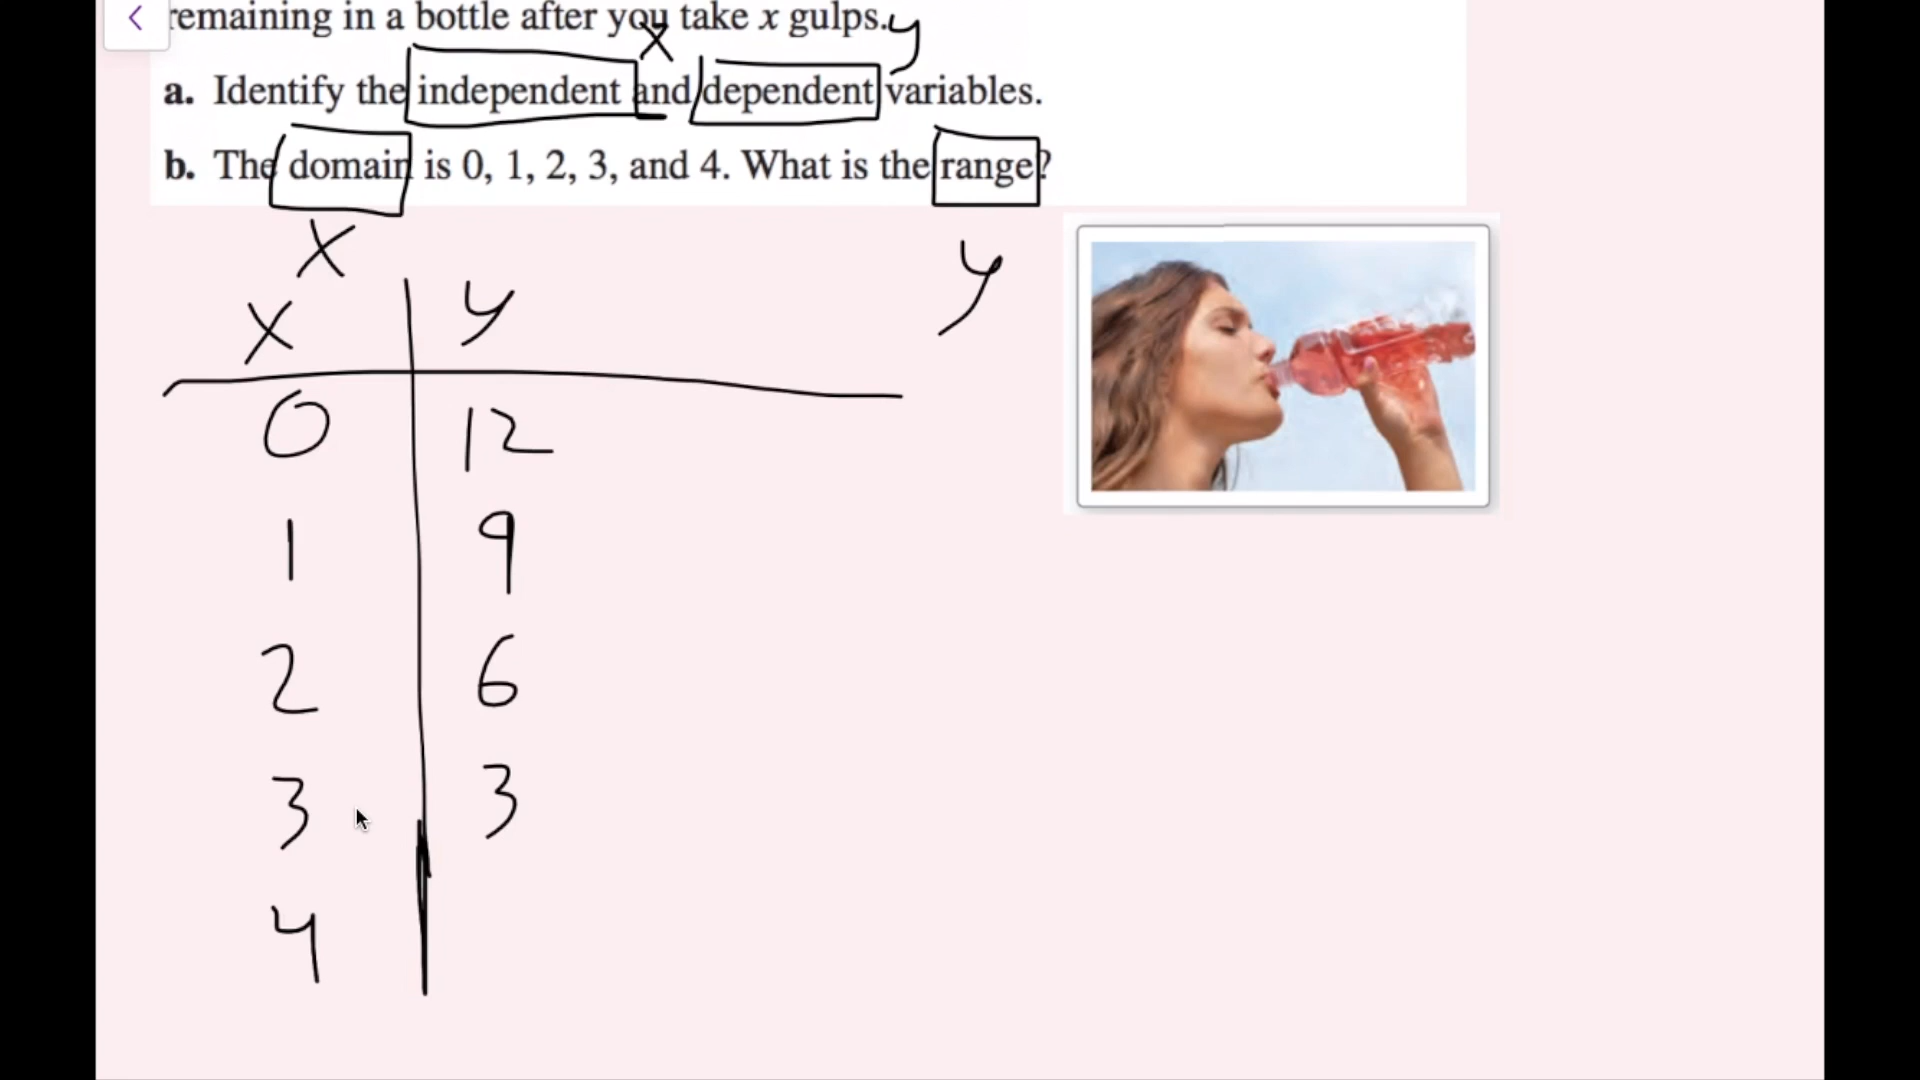 remaining in a bottle after you take x gulps.
x y
a. Identify the independent and dependent variables.
b. The domain is 0, 1, 2, 3, and 4. What is the range?
x y
x y
0 12
1 9
2 6
3 3
4